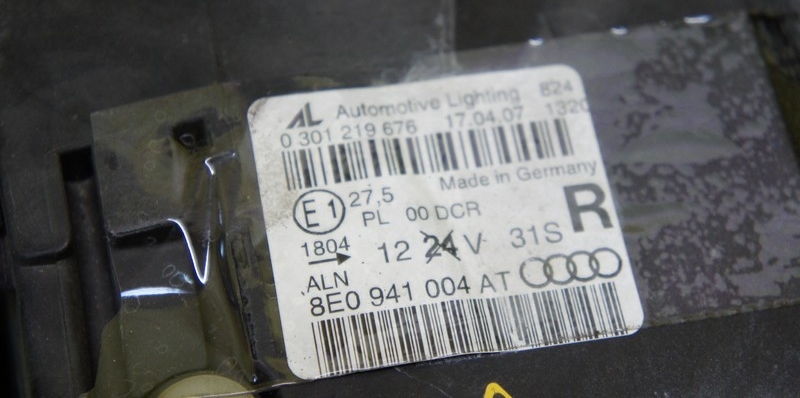 AL Automotive Lighting 824
0 301 219 676 17.04.07 1320
Made in Germany
E1 27,5 R
PL 00 DCR
1804 12 24 V 31S
ALN
8E0 941 004 AT